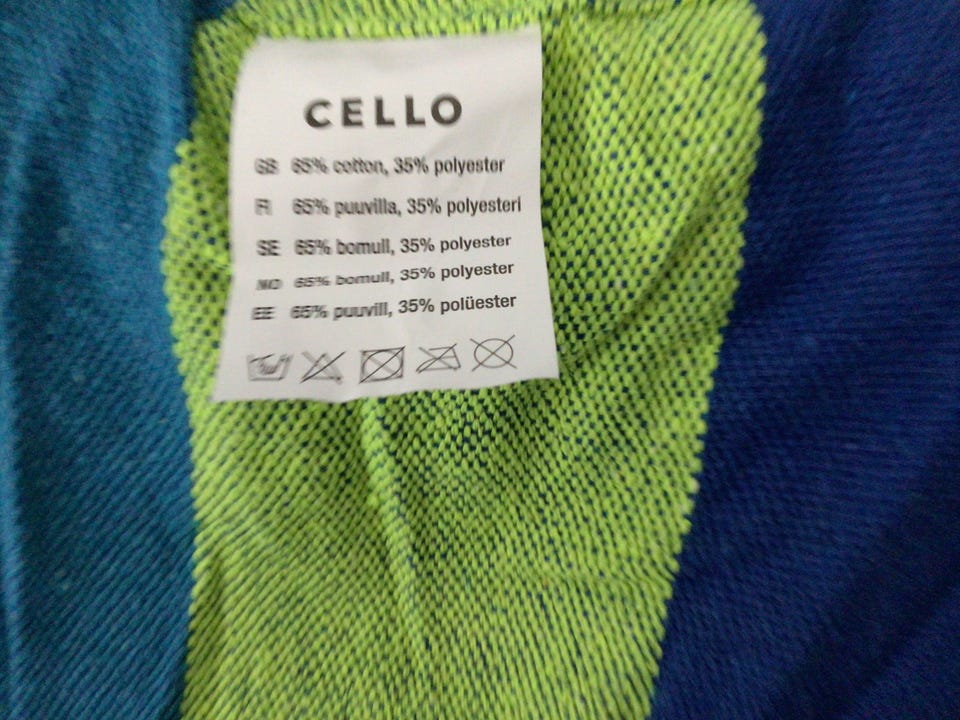 CELLO
GB 65% cotton, 35% polyester
FI 65% puuvilla, 35% polyesteri
SE 65% bomull, 35% polyester
NO 65% bomull, 35% polyester
EE 65% puuvill, 35% polüester